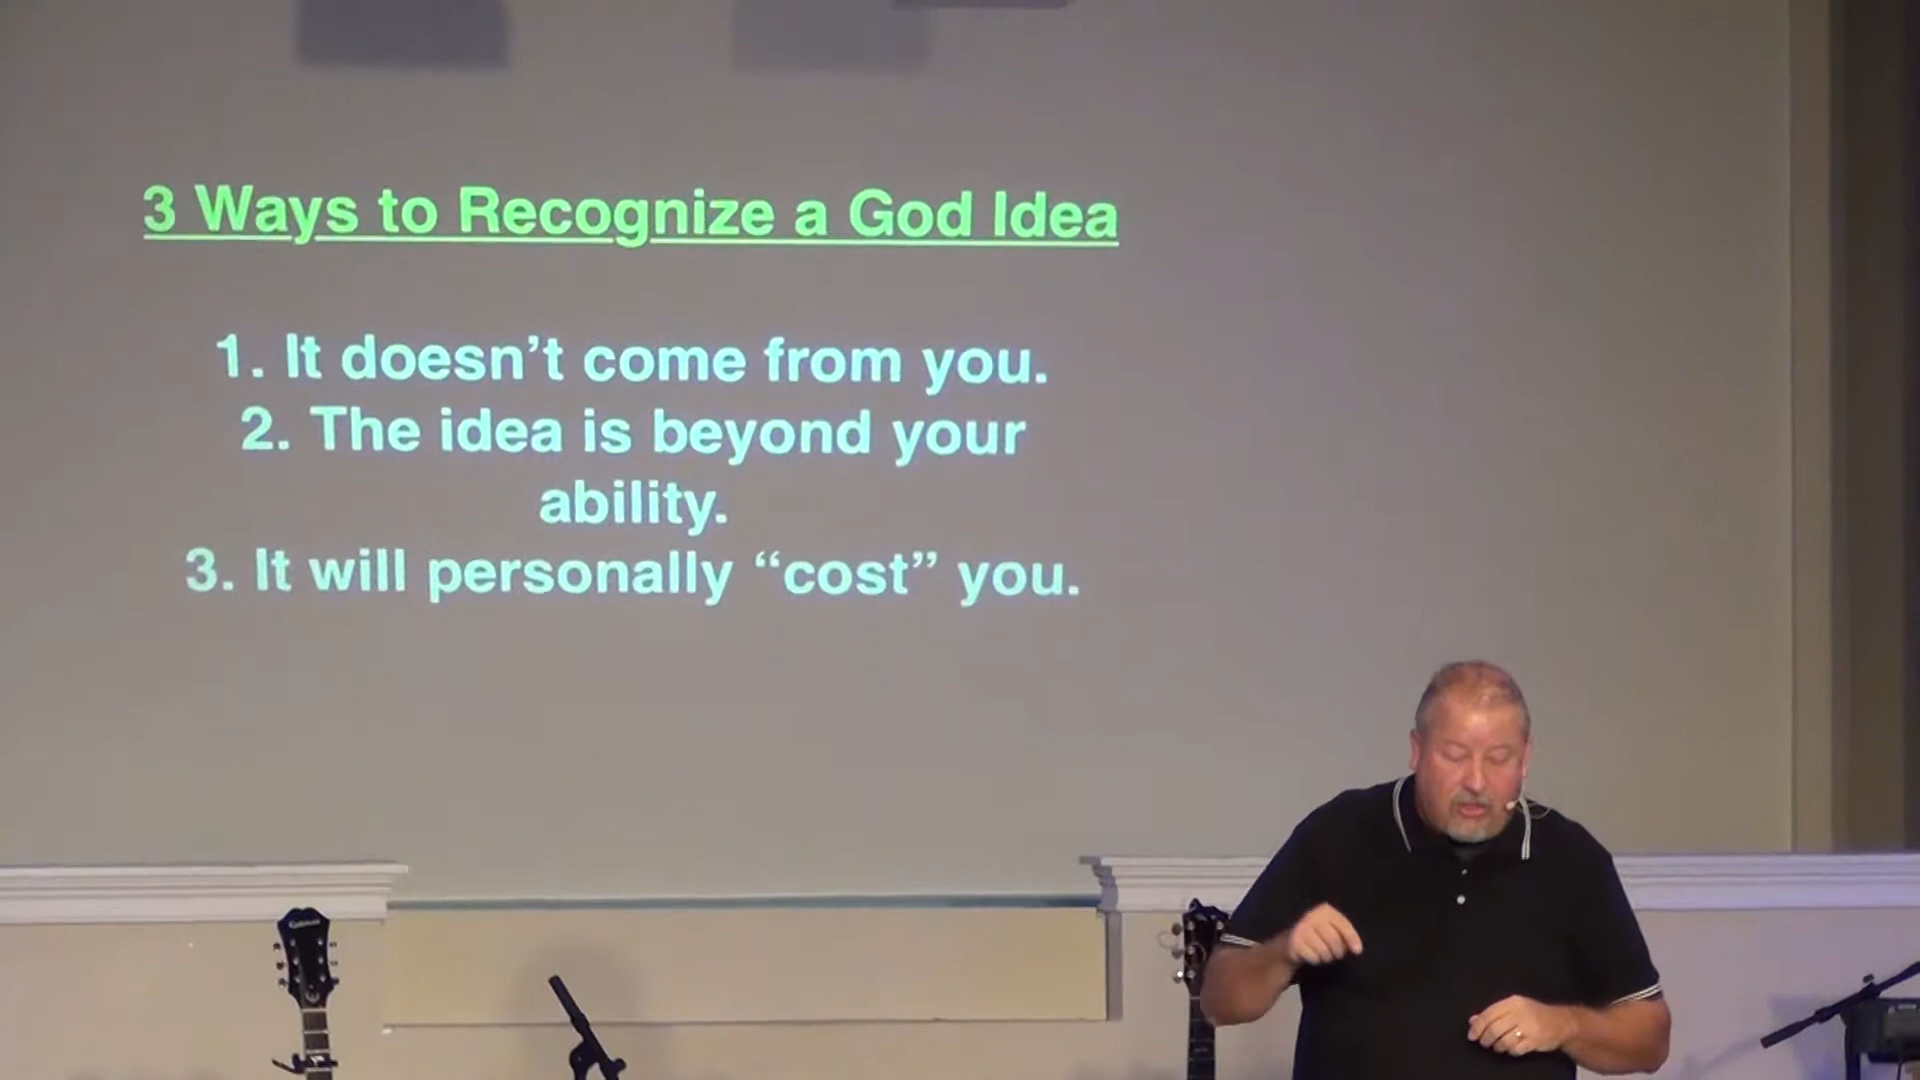 3 Ways to Recognize a God Idea
1. It doesn’t come from you.
2. The idea is beyond your
ability.
3. It will personally “cost” you.